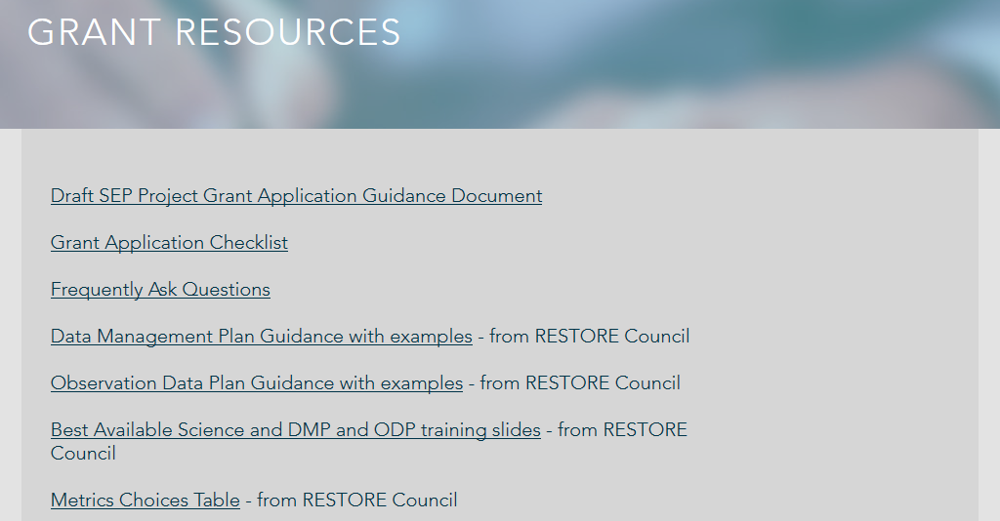 GRANT RESOURCES
Draft SEP Project Grant Application Guidance Document
Grant Application Checklist
Frequently Ask Questions
Data Management Plan Guidance with examples - from RESTORE Council
Observation Data Plan Guidance with examples - from RESTORE Council
Best Available Science and DMP and ODP training slides - from RESTORE
Council
Metrics Choices Table - from RESTORE Council